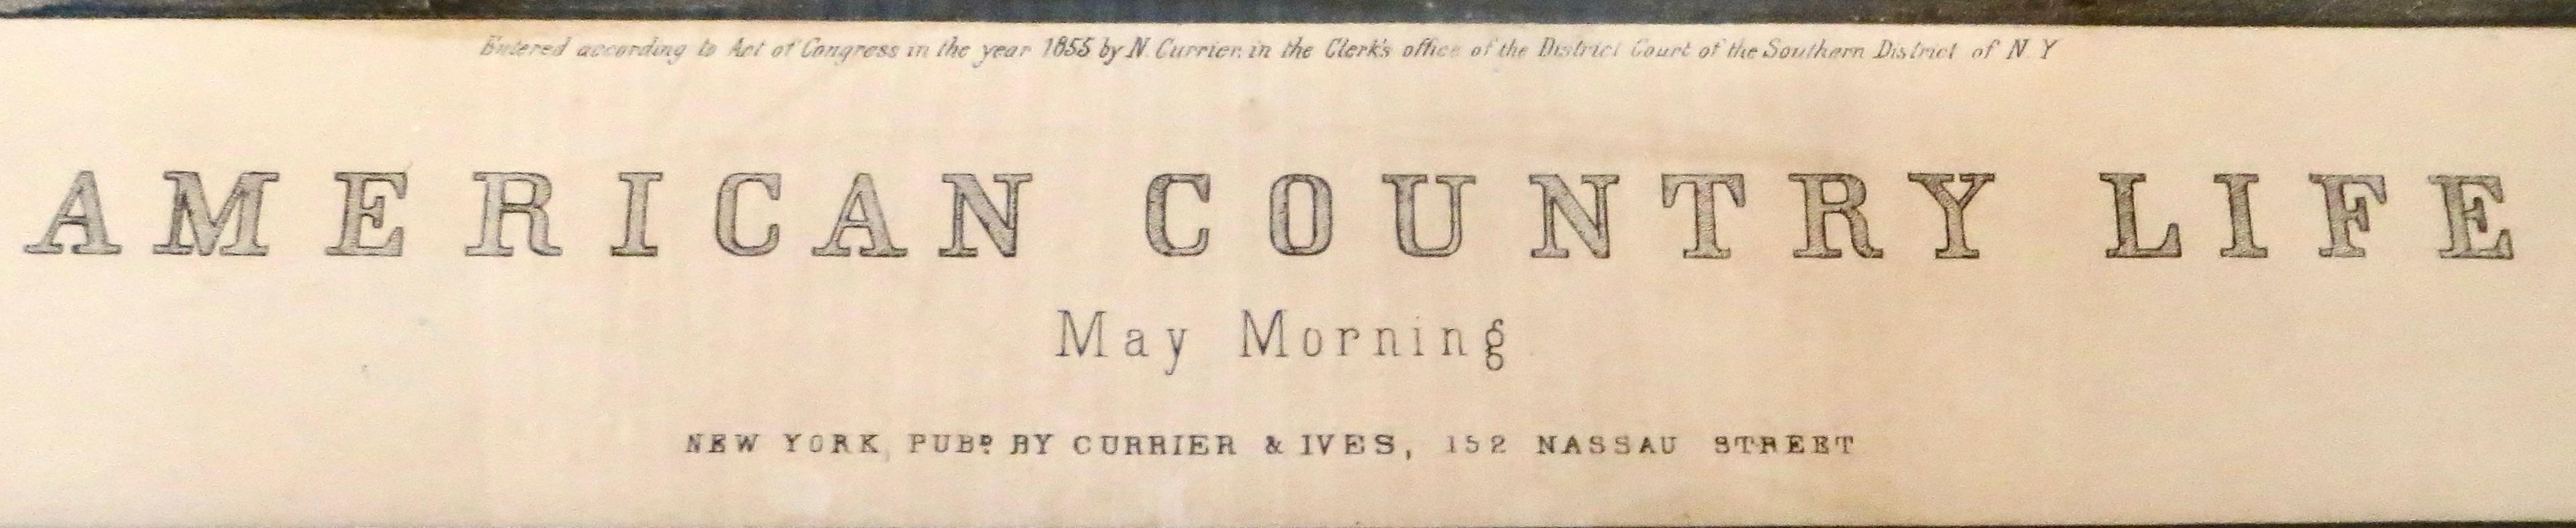 Entered according to Act of Congress in the year 1855 by N. Currier. in the Clerk's office of the District Court of the Southern District of N. Y
AMERICAN COUNTRY LIFE
May Morning
NEW YORK, PUBD BY CURRIER & IVES, 152 NASSAU STREET